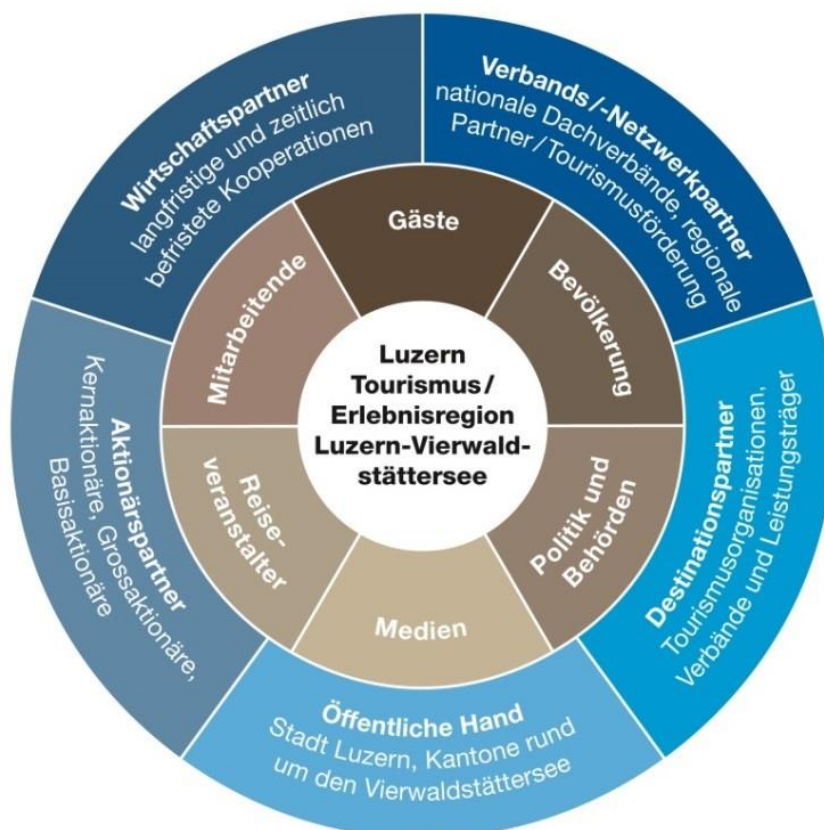 Wirtschaftspartner
langfristige und zeitlich
befristete Kooperationen
Verbands-/Netzwerkpartner
nationale Dachverbände, regionale
Partner/Tourismusförderung
Destinationspartner
Tourismusorganisationen,
Verbände und Leistungsträger
Öffentliche Hand
Stadt Luzern, Kantone rund
um den Vierwaldstättersee
Aktionärspartner
Kernaktionäre, Grossaktionäre,
Basisaktionäre
Gäste
Bevölkerung
Politik und
Behörden
Medien
Reise-
veranstalter
Mitarbeitende
Luzern
Tourismus/
Erlebnisregion
Luzern-Vierwald-
stättersee